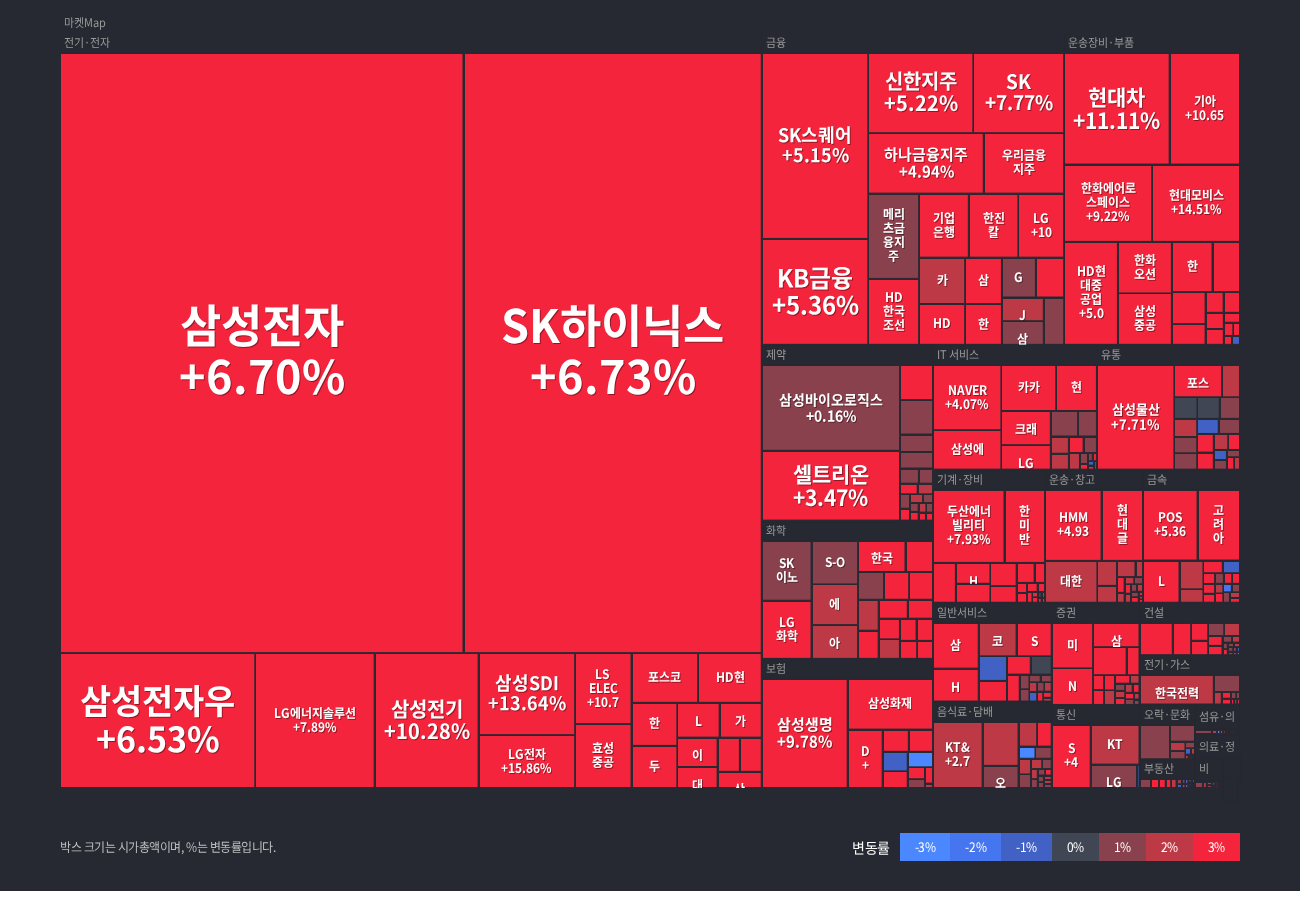 마켓Map
전기·전자
삼성전자
+6.70%
SK하이닉스
+6.73%
삼성전자우
+6.53%
LG에너지솔루션
+7.89%
삼성전기
+10.28%
삼성SDI
+13.64%
LG전자
+15.86%
LS
ELEC
+10.7
효성
중공
포스코
HD현
한
L
가
두
이
대
금융
SK스퀘어
+5.15%
KB금융
+5.36%
신한지주
+5.22%
SK
+7.77%
하나금융지주
+4.94%
우리금융
지주
메리
츠금
융지
주
기업
은행
한진
칼
LG
+10
HD
한국
조선
카
삼
G
HD
한
J
삼
운송장비·부품
현대차
+11.11%
기아
+10.65
한화에어로
스페이스
+9.22%
현대모비스
+14.51%
HD현
대중
공업
+5.0
한화
오션
한
삼성
중공
제약
삼성바이오로직스
+0.16%
셀트리온
+3.47%
IT 서비스
NAVER
+4.07%
카카
현
삼성에
크래
LG
유통
삼성물산
+7.71%
포스
기계·장비
두산에너
빌리티
+7.93%
한
미
반
H
운송·창고
HMM
+4.93
현
대
글
대한
금속
POS
+5.36
고
려
아
L
화학
SK
이노
S-O
한국
에
LG
화학
아
일반서비스
삼
코
S
H
증권
미
삼
N
건설
전기·가스
한국전력
보험
삼성생명
+9.78%
삼성화재
D
+
음식료·담배
KT&
+2.7
오
통신
S
+4
KT
LG
오락·문화
섬유·의
의료·정
비
부동산
박스 크기는 시가총액이며, %는 변동률입니다.
변동률
-3%
-2%
-1%
0%
1%
2%
3%